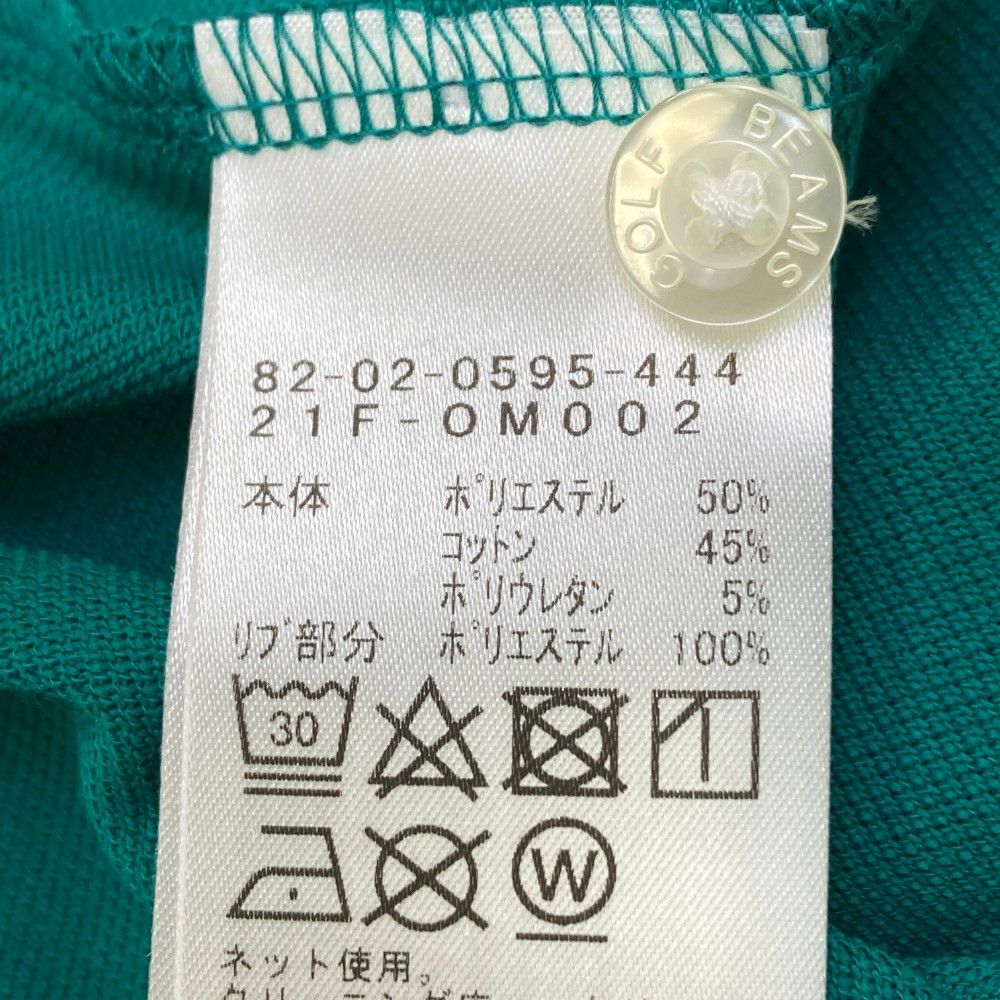 BEAMS GOLF
82-02-0595-444
21F-OM002
本体 ポリエステル 50%
コットン 45%
ポリウレタン 5%
リブ部分 ポリエステル 100%
30
W
ネット使用。